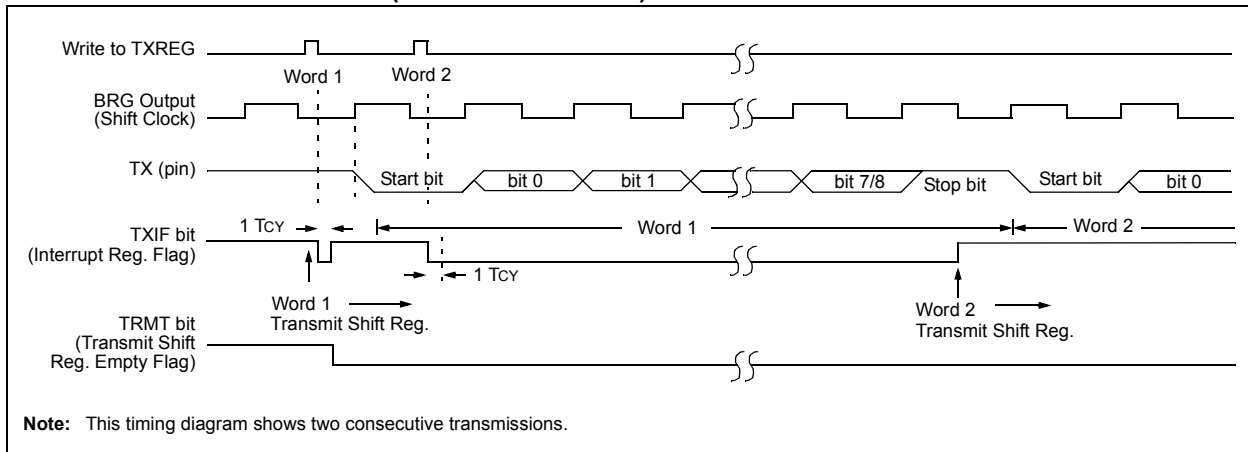 Write to TXREG
Word 1
Word 2
BRG Output
(Shift Clock)
TX (pin)
Start bit
bit 0
bit 1
bit 7/8
Stop bit
Start bit
bit 0
1 TCY
Word 1
Word 2
TXIF bit
(Interrupt Reg. Flag)
1 TCY
Word 1
Transmit Shift Reg.
Word 2
Transmit Shift Reg.
TRMT bit
(Transmit Shift
Reg. Empty Flag)
Note: This timing diagram shows two consecutive transmissions.